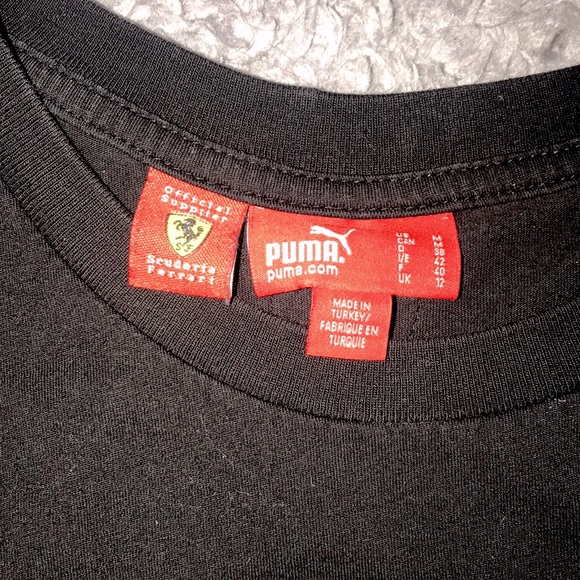 Official
Supplier
Scuderia
Ferrari
PUMA®
puma.com
US M
CAN M
D 38
I/E 42
F 40
UK 12
MADE IN
TURKEY/
FABRIQUE EN
TURQUIE